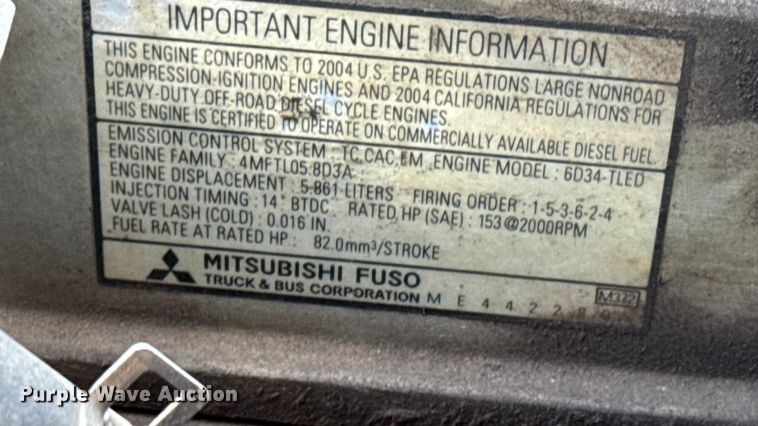 IMPORTANT ENGINE INFORMATION
THIS ENGINE CONFORMS TO 2004 U.S. EPA REGULATIONS LARGE NONROAD
COMPRESSION-IGNITION ENGINES AND 2004 CALIFORNIA REGULATIONS FOR
HEAVY-DUTY OFF-ROAD DIESEL CYCLE ENGINES.
THIS ENGINE IS CERTIFIED TO OPERATE ON COMMERCIALLY AVAILABLE DIESEL FUEL.
EMISSION CONTROL SYSTEM : TC,CAC,EM ENGINE MODEL : 6D34-TLED
ENGINE FAMILY : 4MFTL05.8D3A
ENGINE DISPLACEMENT : 5.861 LITERS FIRING ORDER : 1-5-3-6-2-4
INJECTION TIMING : 14° BTDC RATED HP (SAE) : 153@2000RPM
VALVE LASH (COLD) : 0.016 IN.
FUEL RATE AT RATED HP : 82.0mm³/STROKE
MITSUBISHI FUSO
TRUCK & BUS CORPORATION
Purple Wave Auction